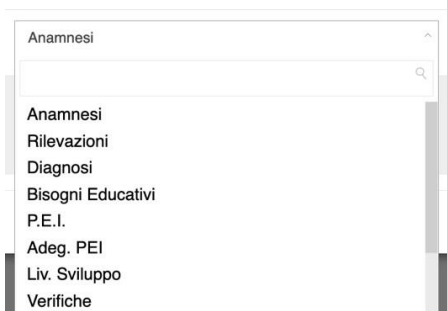 Anamnesi
Anamnesi
Rilevazioni
Diagnosi
Bisogni Educativi
P.E.I.
Adeg. PEI
Liv. Sviluppo
Verifiche